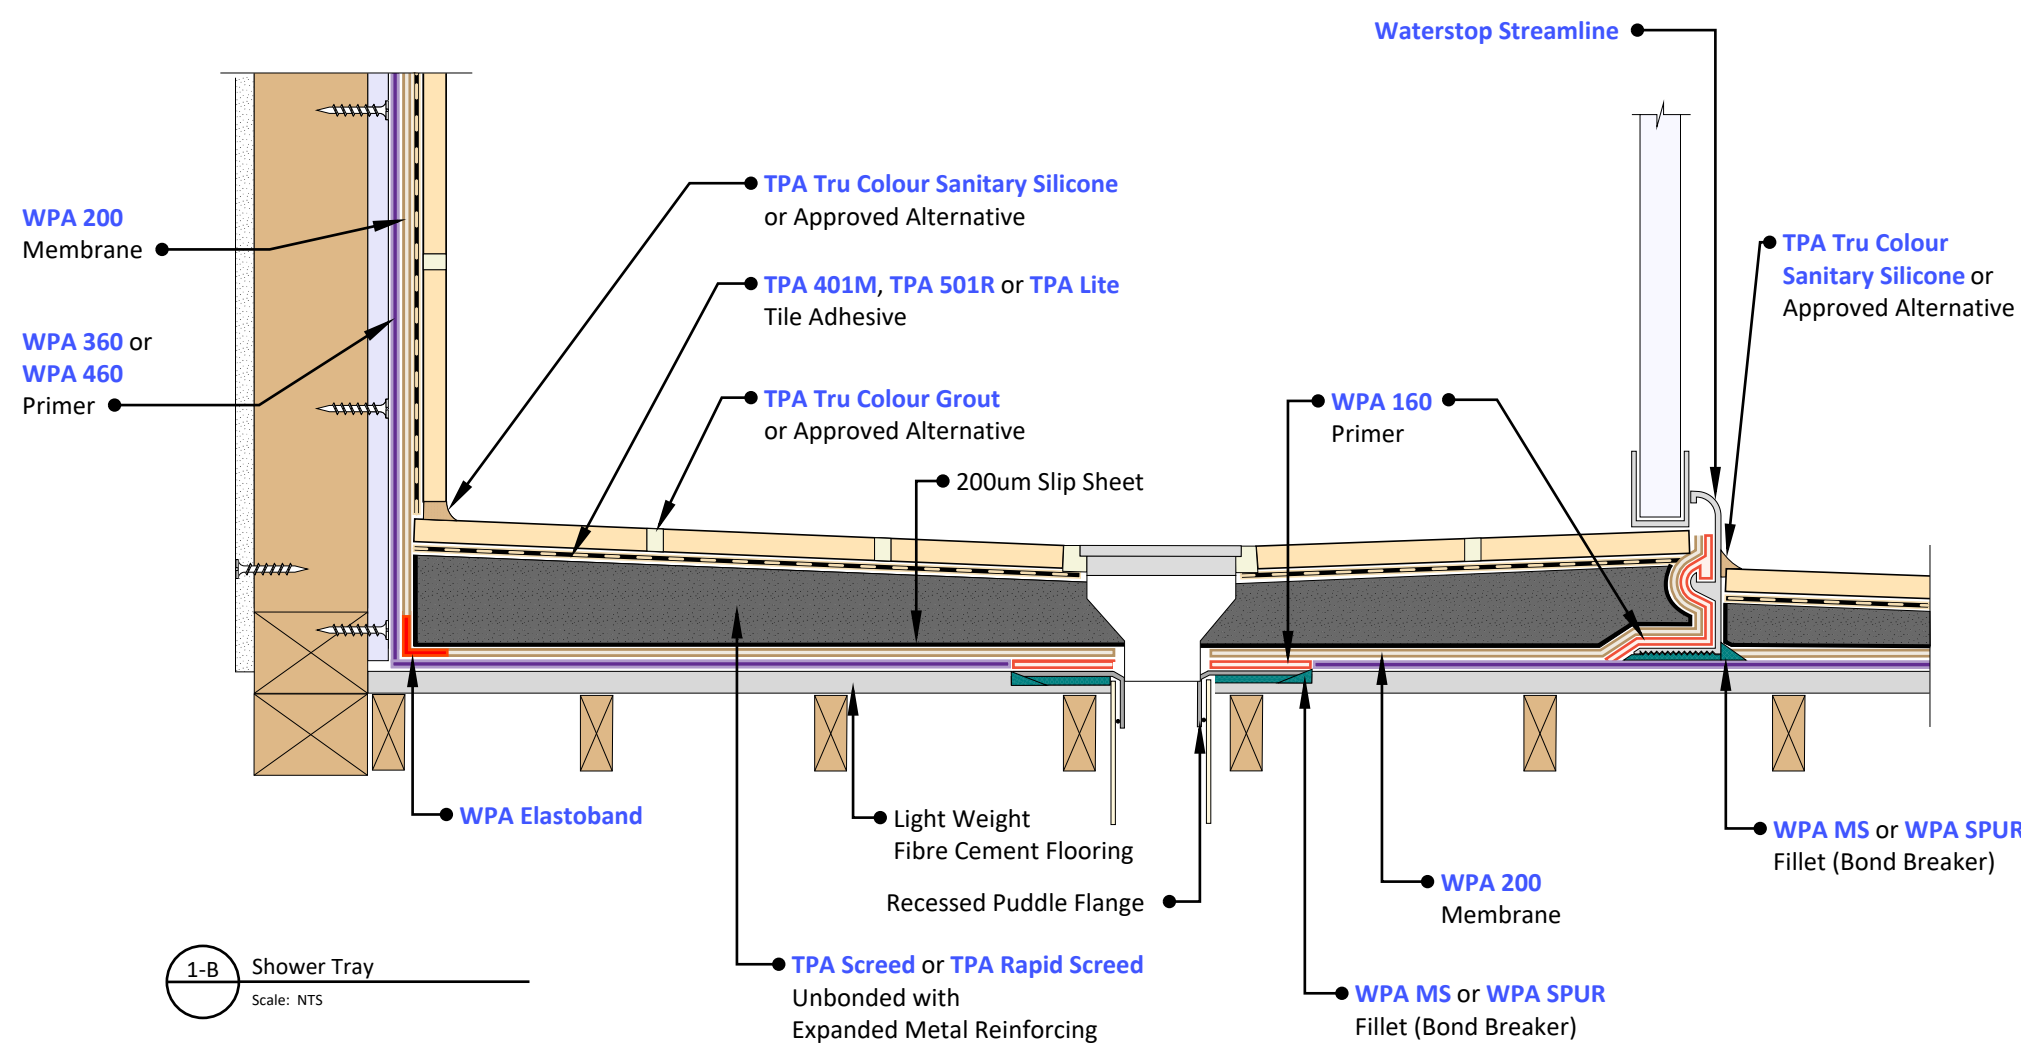 Waterstop Streamline
TPA Tru Colour Sanitary Silicone
or Approved Alternative
WPA 200
Membrane
TPA Tru Colour
Sanitary Silicone or
Approved Alternative
TPA 401M, TPA 501R or TPA Lite
Tile Adhesive
WPA 360 or
WPA 460
Primer
TPA Tru Colour Grout
or Approved Alternative
WPA 160
Primer
200um Slip Sheet
WPA Elastoband
Light Weight
Fibre Cement Flooring
WPA MS or WPA SPUR
Fillet (Bond Breaker)
WPA 200
Membrane
Recessed Puddle Flange
1-B
Shower Tray
Scale: NTS
TPA Screed or TPA Rapid Screed
Unbonded with
Expanded Metal Reinforcing
WPA MS or WPA SPUR
Fillet (Bond Breaker)